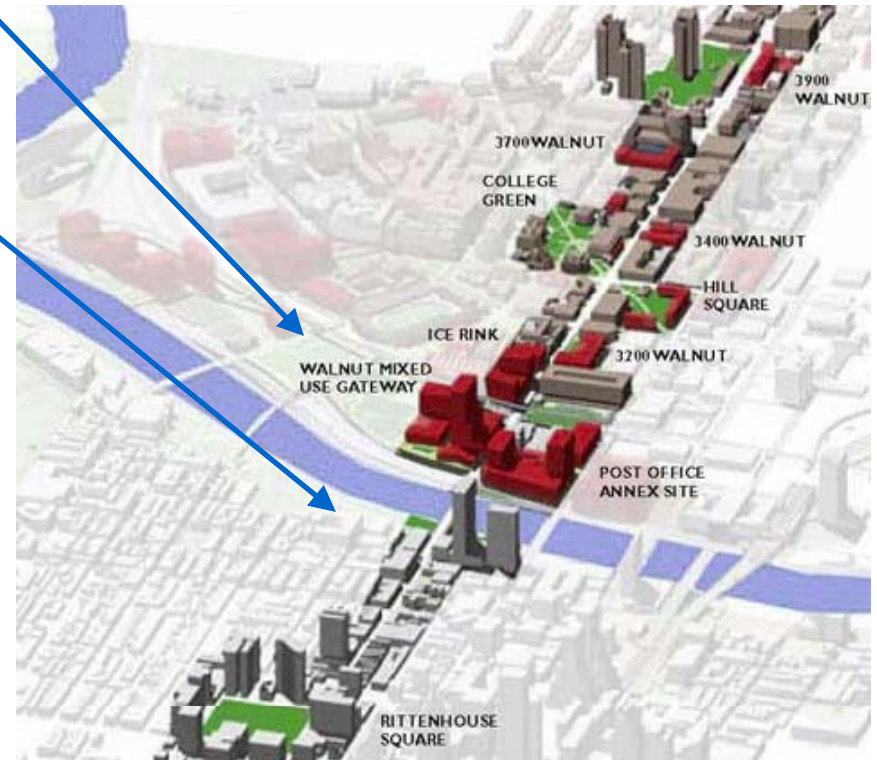 3900
WALNUT
3700 WALNUT
COLLEGE
GREEN
3400 WALNUT
HILL
SQUARE
ICE RINK
3200 WALNUT
WALNUT MIXED
USE GATEWAY
POST OFFICE
ANNEX SITE
RITTENHOUSE
SQUARE